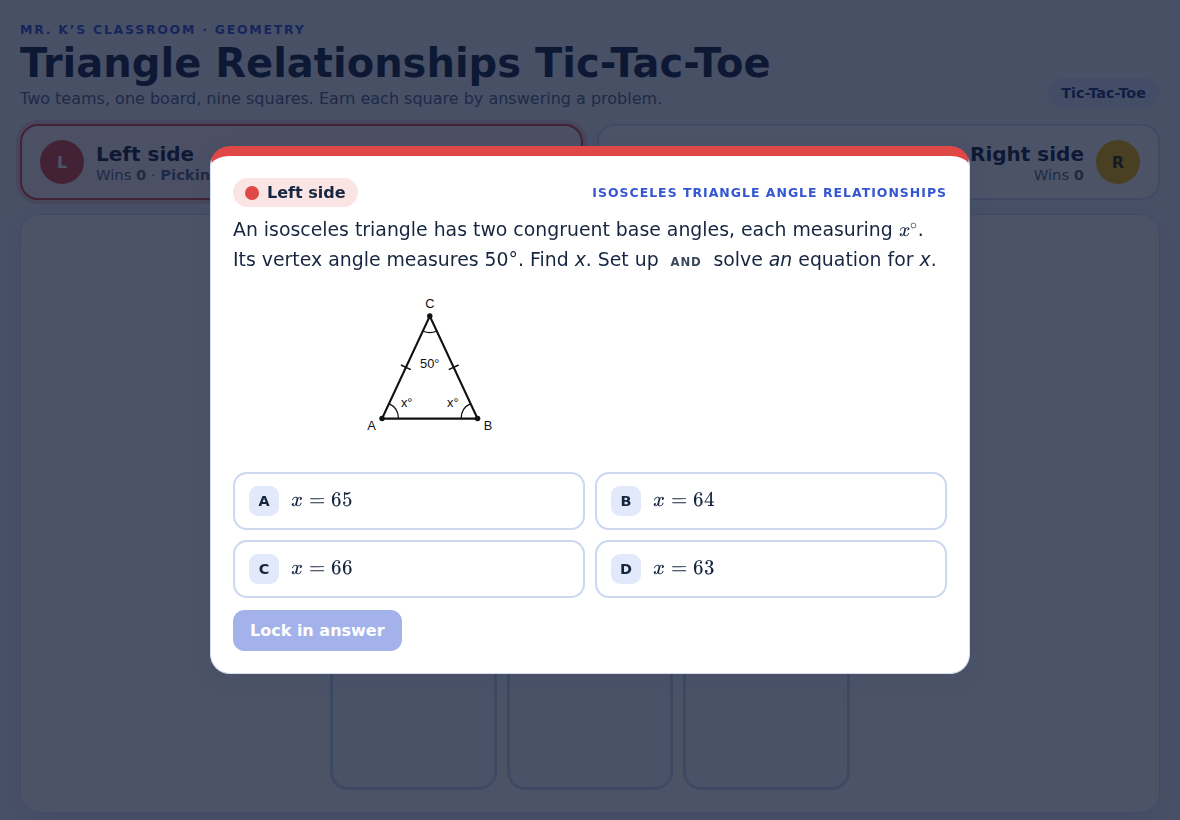 MR. K'S CLASSROOM · GEOMETRY
Triangle Relationships Tic-Tac-Toe
Two teams, one board, nine squares. Earn each square by answering a problem.
Tic-Tac-Toe
L
Left side
Wins 0 · Pickin
Right side
Wins 0
R
Left side
ISOSCELES TRIANGLE ANGLE RELATIONSHIPS
An isosceles triangle has two congruent base angles, each measuring x°.
Its vertex angle measures 50°. Find x. Set up AND solve an equation for x.
C
50°
x° x°
A B
A x = 65
B x = 64
C x = 66
D x = 63
Lock in answer